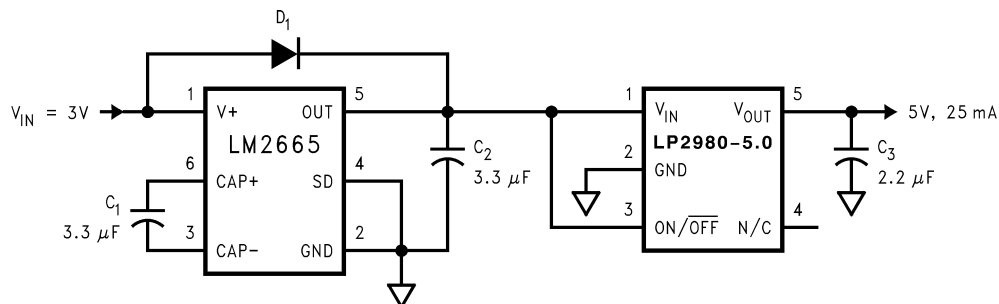 D1
VIN = 3V
1
V+
OUT
5
LM2665
6
CAP+
SD
4
C1
3.3 μF
3
CAP-
GND
2
C2
3.3 μF
1
VIN
VOUT
5
LP2980-5.0
2
GND
3
ON/OFF
N/C
4
5V, 25 mA
C3
2.2 μF